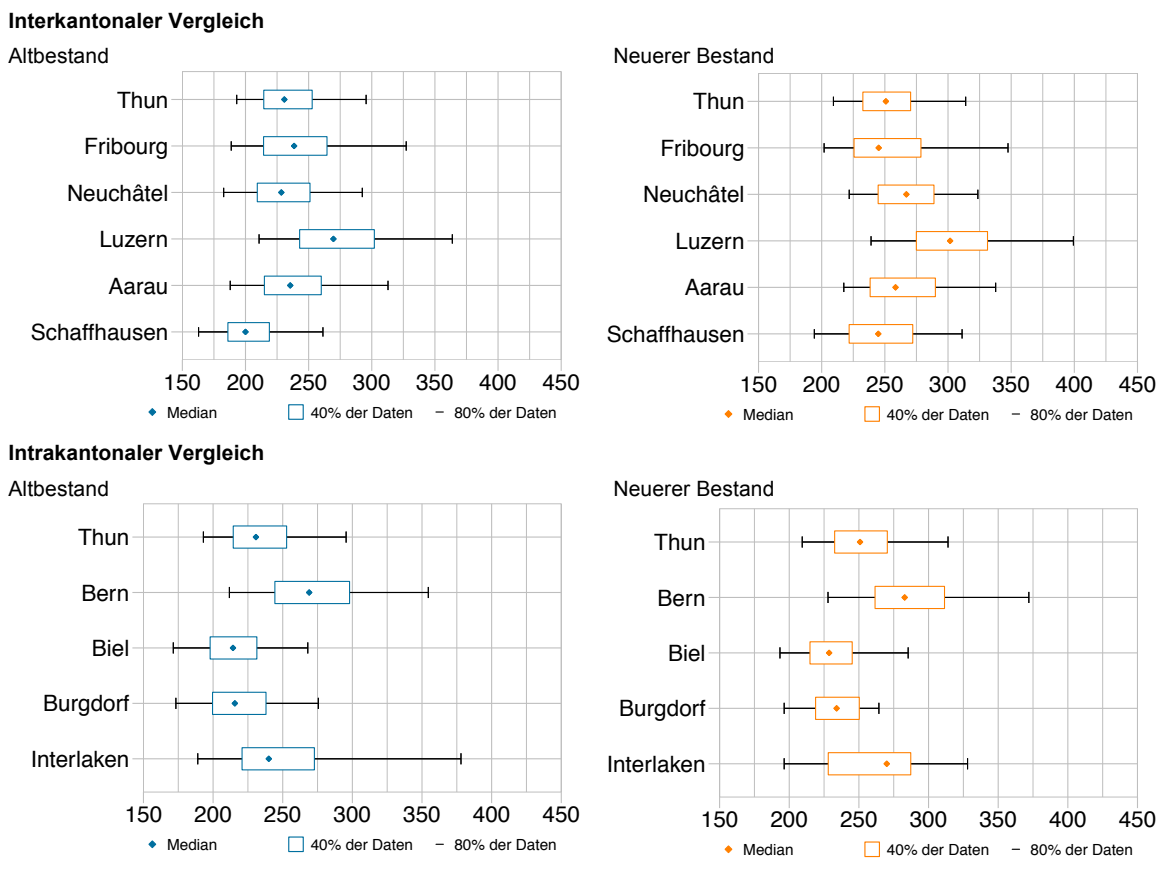 Interkantonaler Vergleich
Altbestand
Thun
Fribourg
Neuchâtel
Luzern
Aarau
Schaffhausen
150 200 250 300 350 400 450
Median 40% der Daten – 80% der Daten
Neuerer Bestand
Thun
Fribourg
Neuchâtel
Luzern
Aarau
Schaffhausen
150 200 250 300 350 400 450
Median 40% der Daten – 80% der Daten
Intrakantonaler Vergleich
Altbestand
Thun
Bern
Biel
Burgdorf
Interlaken
150 200 250 300 350 400 450
Median 40% der Daten – 80% der Daten
Neuerer Bestand
Thun
Bern
Biel
Burgdorf
Interlaken
150 200 250 300 350 400 450
Median 40% der Daten – 80% der Daten